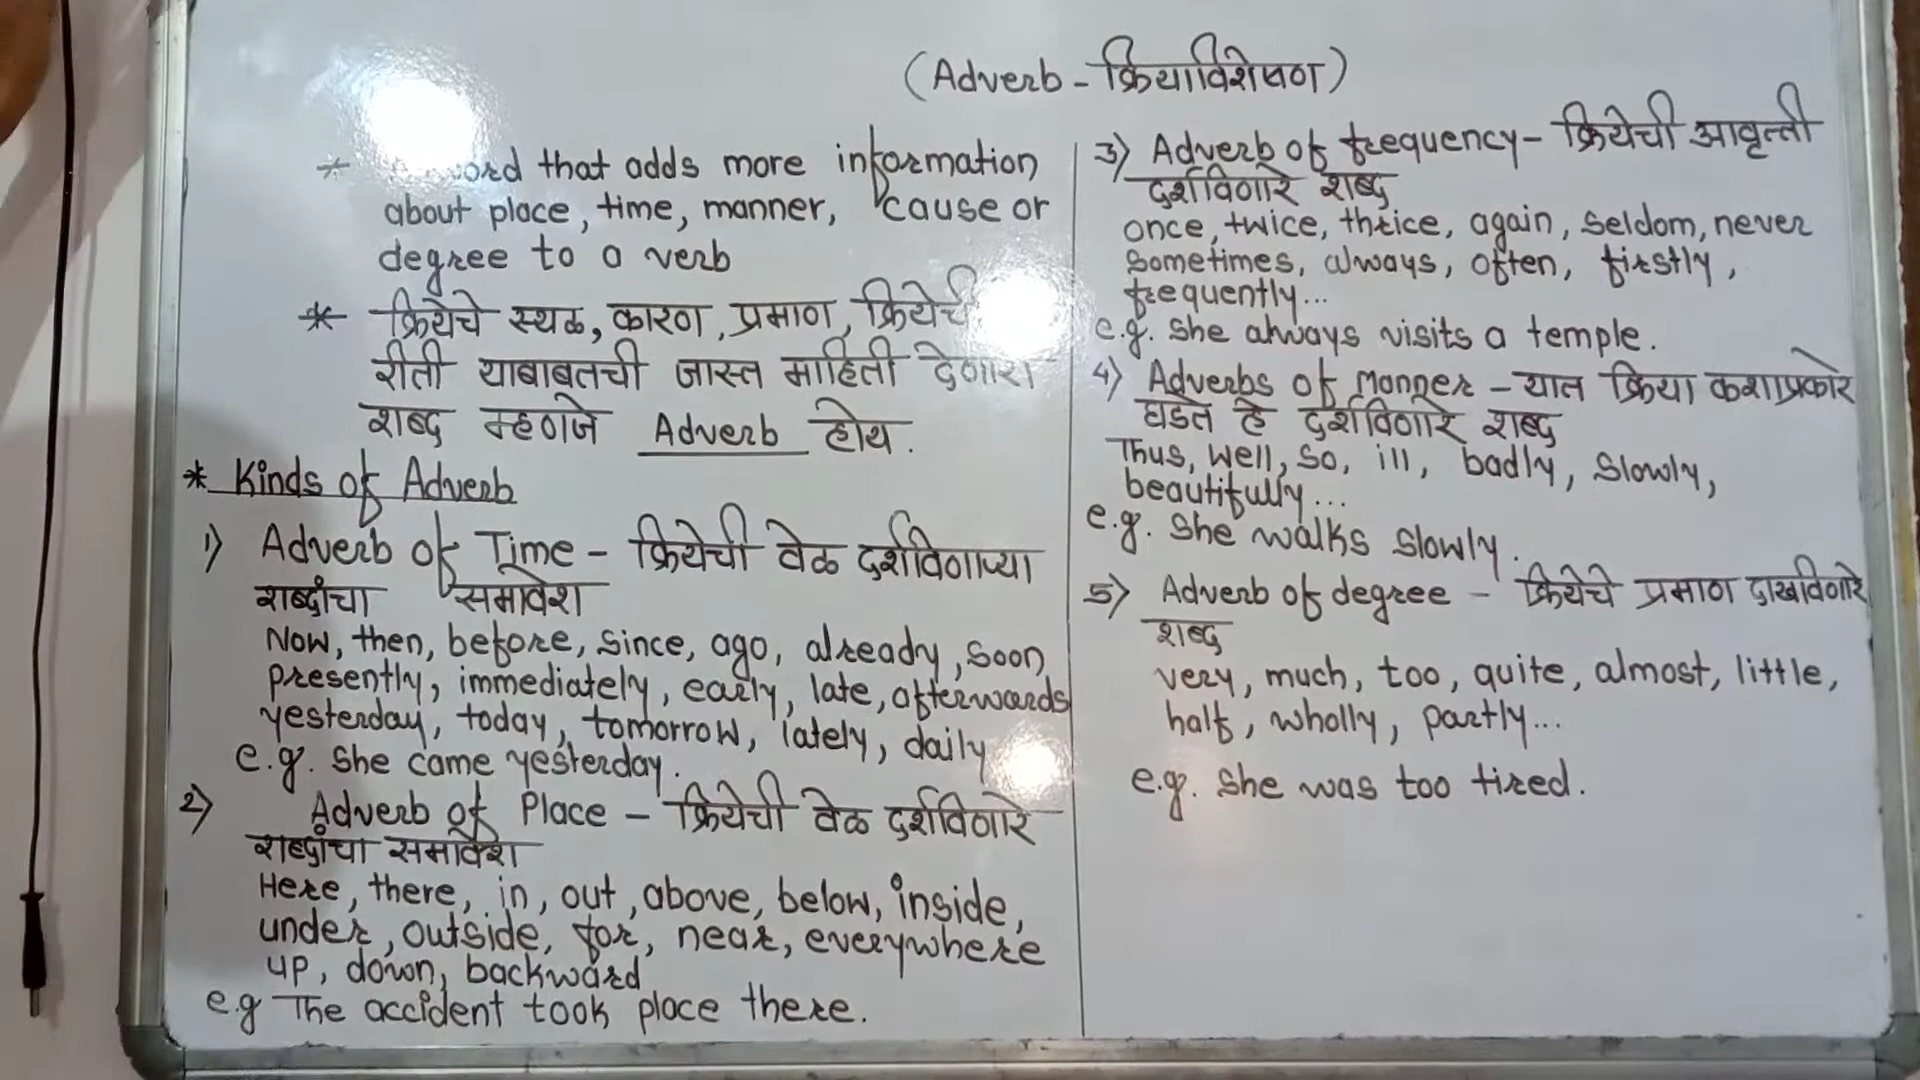 (Adverb - क्रियाविशेषण)
* word that adds more information
about place, time, manner, cause or
degree to a verb
* क्रियेचे स्थळ, कारण, प्रमाण, क्रियेची
रीती याबाबतची जास्त माहिती देणारा
शब्द म्हणजे Adverb होय.
* Kinds of Adverb
1) Adverb of Time - क्रियेची वेळ दर्शविणाऱ्या
शब्दांचा समावेश
Now, then, before, since, ago, already, soon,
presently, immediately, early, late, afterwards
yesterday, today, tomorrow, lately, daily
e.g. She came yesterday.
2) Adverb of Place - क्रियेची वेळ दर्शविणारे
शब्दांचा समावेश
Here, there, in, out, above, below, inside,
under, outside, far, near, everywhere
up, down, backward
e.g The accident took place there.
3) Adverb of frequency - क्रियेची आवृत्ती
दर्शविणारे शब्द
once, twice, thrice, again, seldom, never
sometimes, always, often, firstly,
frequently...
e.g. She always visits a temple.
4) Adverbs of Manner - यात क्रिया कशाप्रकारे
घडते हे दर्शविणारे शब्द
Thus, well, so, ill, badly, slowly,
beautifully...
e.g. She walks slowly.
5) Adverb of degree - क्रियेचे प्रमाण दाखविणारे
शब्द
very, much, too, quite, almost, little,
half, wholly, partly...
e.g. She was too tired.